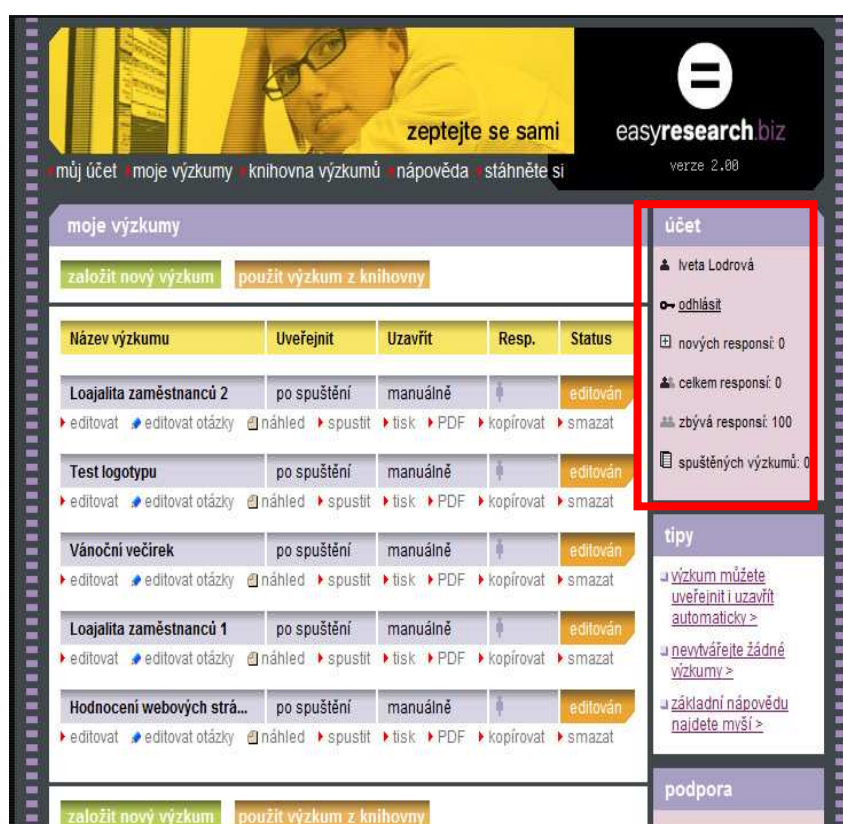 zeptejte se sami
easyresearch.biz
verze 2.00
můj účet moje výzkumy knihovna výzkumů nápověda stáhněte si
moje výzkumy
založit nový výzkum použít výzkum z knihovny
Název výzkumu Uveřejnit Uzavřít Resp. Status
Loajalita zaměstnanců 2 po spuštění manuálně editován
editovat editovat otázky náhled spustit tisk PDF kopírovat smazat
Test logotypu po spuštění manuálně editován
editovat editovat otázky náhled spustit tisk PDF kopírovat smazat
Vánoční večírek po spuštění manuálně editován
editovat editovat otázky náhled spustit tisk PDF kopírovat smazat
Loajalita zaměstnanců 1 po spuštění manuálně editován
editovat editovat otázky náhled spustit tisk PDF kopírovat smazat
Hodnocení webových strá... po spuštění manuálně editován
editovat editovat otázky náhled spustit tisk PDF kopírovat smazat
založit nový výzkum použít výzkum z knihovny
účet
Iveta Lodrová
odhlásit
nových responsí: 0
celkem responsí: 0
zbývá responsí: 100
spuštěných výzkumů: 0
tipy
výzkum můžete
uveřejnit i uzavřít
automaticky >
nevytvářejte žádné
výzkumy >
základní nápovědu
najdete myší >
podpora